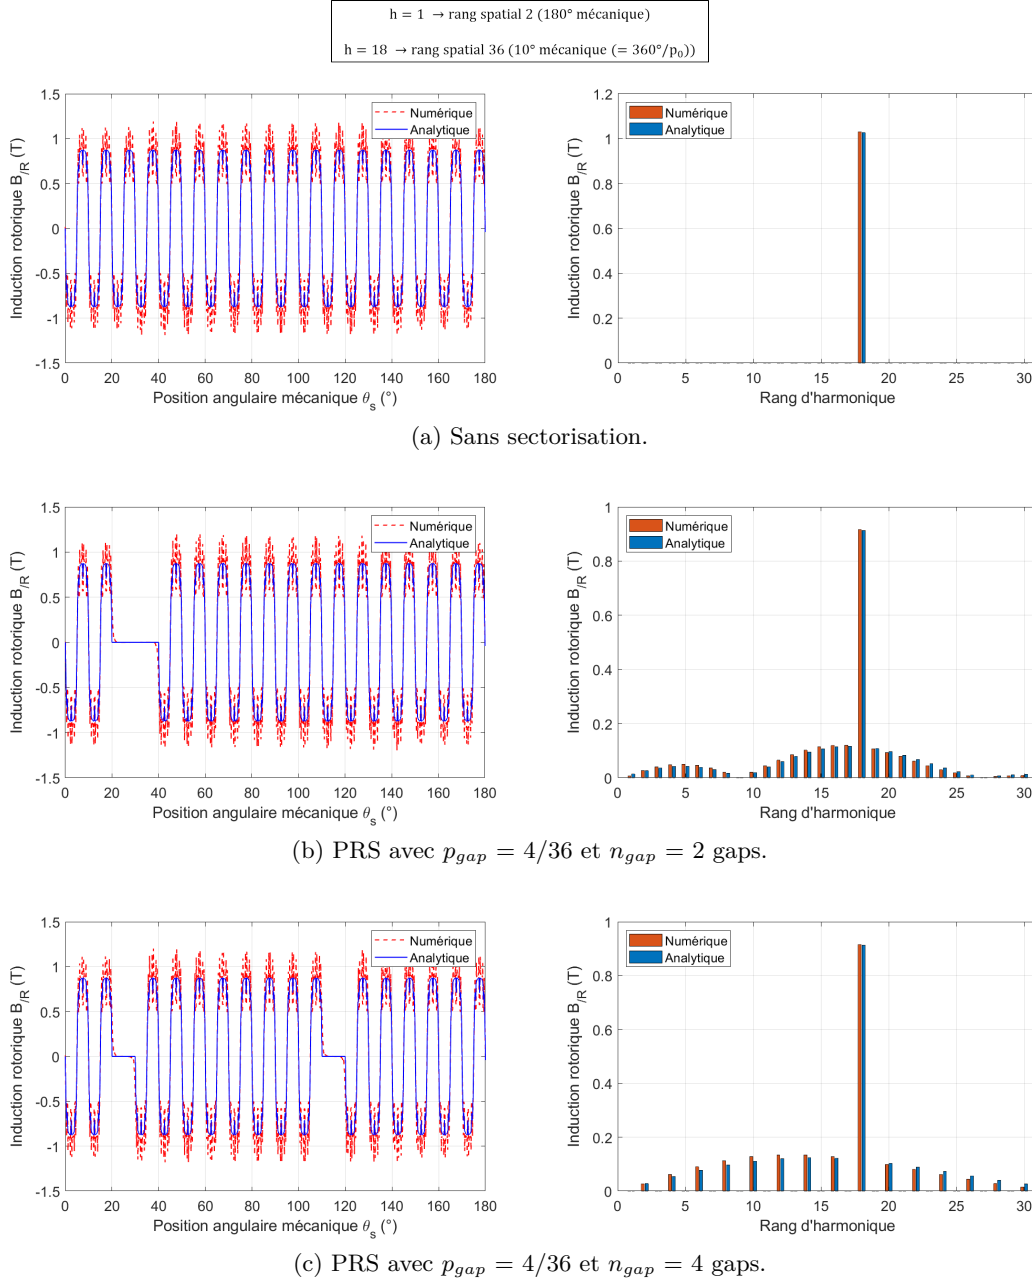 h = 1 → rang spatial 2 (180° mécanique)
h = 18 → rang spatial 36 (10° mécanique (= 360°/p₀))
1.5
1
0.5
0
-0.5
-1
-1.5
0 20 40 60 80 100 120 140 160 180
Induction rotorique B/R (T)
Position angulaire mécanique θs (°)
Numérique
Analytique
1.2
1
0.8
0.6
0.4
0.2
0
0 5 10 15 20 25 30
Induction rotorique B/R (T)
Rang d'harmonique
Numérique
Analytique
(a) Sans sectorisation.
1.5
1
0.5
0
-0.5
-1
-1.5
0 20 40 60 80 100 120 140 160 180
Induction rotorique B/R (T)
Position angulaire mécanique θs (°)
Numérique
Analytique
1
0.8
0.6
0.4
0.2
0
0 5 10 15 20 25 30
Induction rotorique B/R (T)
Rang d'harmonique
Numérique
Analytique
(b) PRS avec pgap = 4/36 et ngap = 2 gaps.
1.5
1
0.5
0
-0.5
-1
-1.5
0 20 40 60 80 100 120 140 160 180
Induction rotorique B/R (T)
Position angulaire mécanique θs (°)
Numérique
Analytique
1
0.8
0.6
0.4
0.2
0
0 5 10 15 20 25 30
Induction rotorique B/R (T)
Rang d'harmonique
Numérique
Analytique
(c) PRS avec pgap = 4/36 et ngap = 4 gaps.